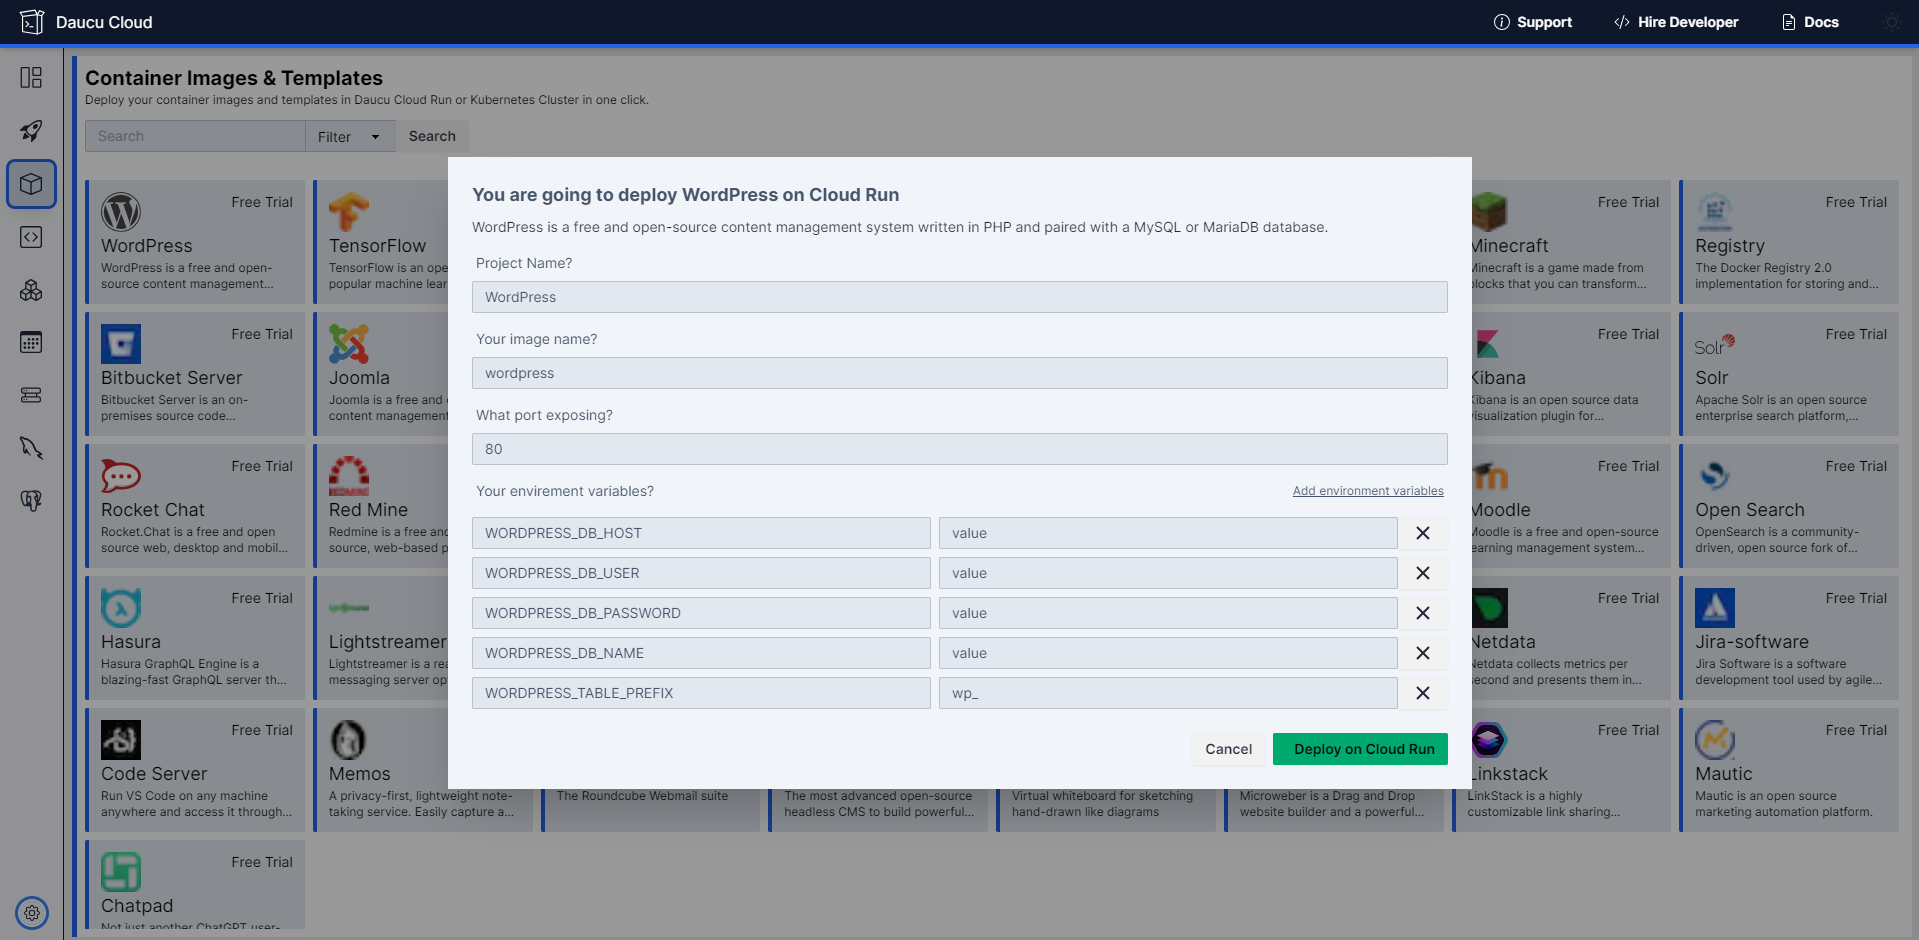 Daucu Cloud
Support
Hire Developer
Docs
Container Images & Templates
Deploy your container images and templates in Daucu Cloud Run or Kubernetes Cluster in one click.
Search
Filter
Search
Free Trial
WordPress
WordPress is a free and open-
source content management...
TensorFlow
TensorFlow is an ope
popular machine lear
Free Trial
Minecraft
Minecraft is a game made from
blocks that you can transform...
Free Trial
Registry
The Docker Registry 2.0
implementation for storing and...
Free Trial
Bitbucket Server
Bitbucket Server is an on-
premises source code...
Joomla
Joomla is a free and
content management
Free Trial
Kibana
Kibana is an open source data
visualization plugin for...
Free Trial
Solr
Solr
Apache Solr is an open source
enterprise search platform,...
Free Trial
Rocket Chat
Rocket.Chat is a free and open
source web, desktop and mobil...
REDMINE
Red Mine
Redmine is a free and
source, web-based p
Free Trial
Moodle
Moodle is a free and open-source
learning management system...
Free Trial
Open Search
OpenSearch is a community-
driven, open source fork of...
Free Trial
Hasura
Hasura GraphQL Engine is a
blazing-fast GraphQL server th...
Lightstreamer
Lightstreamer is a rea
messaging server op
Free Trial
Netdata
Netdata collects metrics per
second and presents them in...
Free Trial
Jira-software
Jira Software is a software
development tool used by agile...
Free Trial
Code Server
Run VS Code on any machine
anywhere and access it through...
Memos
A privacy-first, lightweight note-
taking service. Easily capture a...
The Roundcube Webmail suite
The most advanced open-source
headless CMS to build powerful...
Virtual whiteboard for sketching
hand-drawn like diagrams
Microweber is a Drag and Drop
website builder and a powerful...
Free Trial
Linkstack
LinkStack is a highly
customizable link sharing...
Free Trial
Mautic
Mautic is an open source
marketing automation platform.
Free Trial
Chatpad
Not just another ChatGPT user-
You are going to deploy WordPress on Cloud Run
WordPress is a free and open-source content management system written in PHP and paired with a MySQL or MariaDB database.
Project Name?
WordPress
Your image name?
wordpress
What port exposing?
80
Your envirement variables?
Add environment variables
WORDPRESS_DB_HOST
value
WORDPRESS_DB_USER
value
WORDPRESS_DB_PASSWORD
value
WORDPRESS_DB_NAME
value
WORDPRESS_TABLE_PREFIX
wp_
Cancel
Deploy on Cloud Run